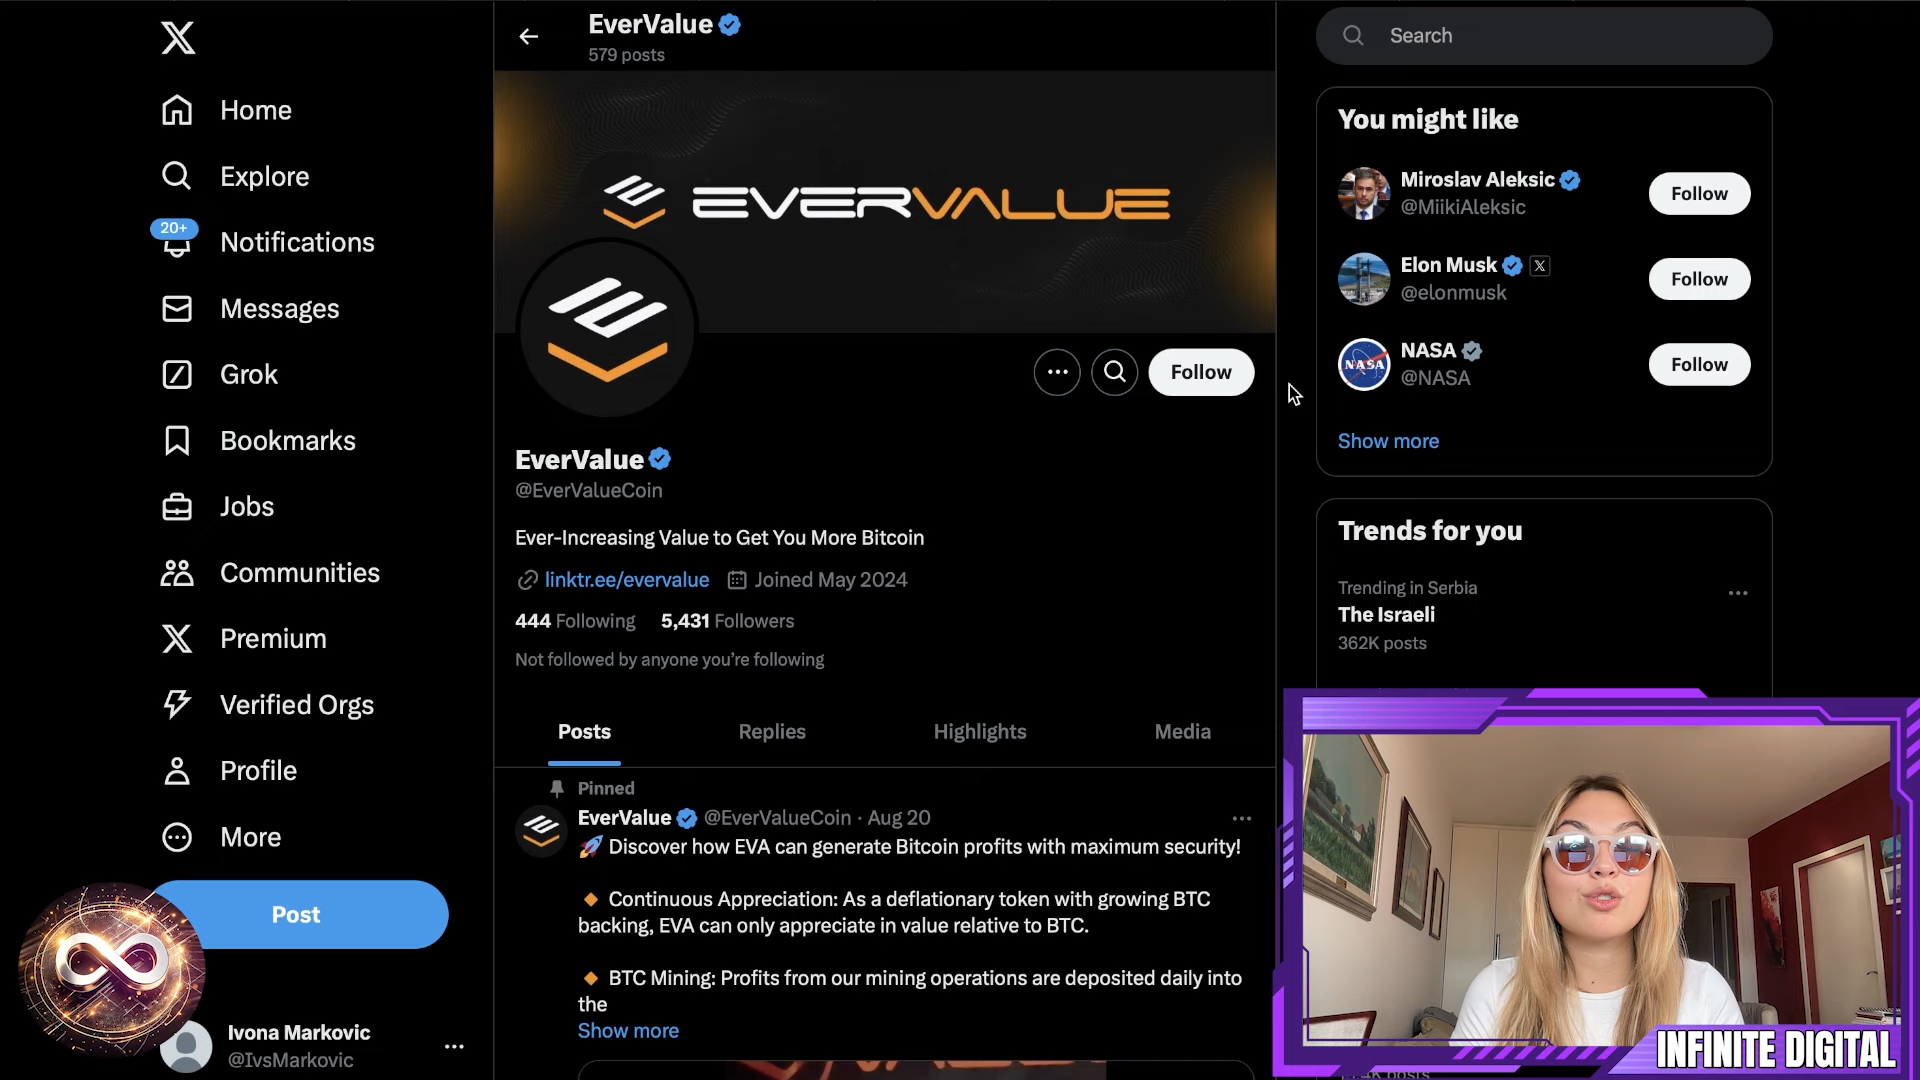 Home
Explore
20+
Notifications
Messages
Grok
Bookmarks
Jobs
Communities
Premium
Verified Orgs
Profile
More
Post
Ivona Markovic
@IvsMarkovic
EverValue
579 posts
EVERVALUE
Follow
EverValue
@EverValueCoin
Ever-Increasing Value to Get You More Bitcoin
linktr.ee/evervalue Joined May 2024
444 Following 5,431 Followers
Not followed by anyone you're following
Posts Replies Highlights Media
Pinned
EverValue @EverValueCoin · Aug 20
🚀 Discover how EVA can generate Bitcoin profits with maximum security!
🔸 Continuous Appreciation: As a deflationary token with growing BTC
backing, EVA can only appreciate in value relative to BTC.
🔸 BTC Mining: Profits from our mining operations are deposited daily into
the
Show more
Search
You might like
Miroslav Aleksic
@MiikiAleksic
Follow
Elon Musk
@elonmusk
Follow
NASA
NASA
@NASA
Follow
Show more
Trends for you
Trending in Serbia
The Israeli
362K posts
INFINITE DIGITAL